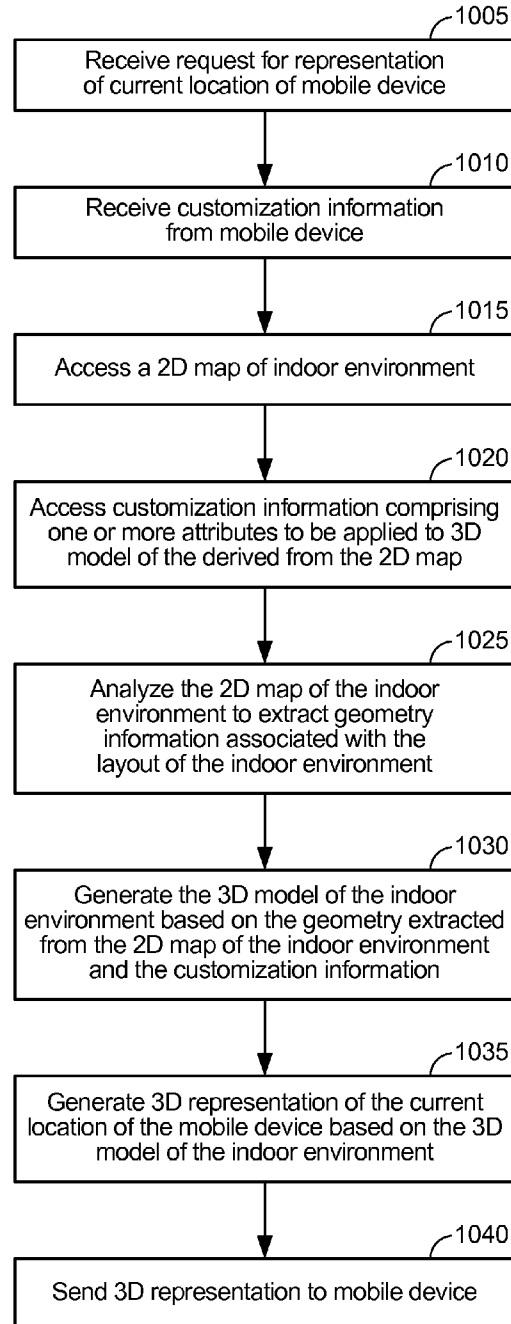 1005
Receive request for representation
of current location of mobile device
1010
Receive customization information
from mobile device
1015
Access a 2D map of indoor environment
1020
Access customization information comprising
one or more attributes to be applied to 3D
model of the derived from the 2D map
1025
Analyze the 2D map of the indoor
environment to extract geometry
information associated with the
layout of the indoor environment
1030
Generate the 3D model of the indoor
environment based on the geometry extracted
from the 2D map of the indoor environment
and the customization information
1035
Generate 3D representation of the current
location of the mobile device based on the 3D
model of the indoor environment
1040
Send 3D representation to mobile device